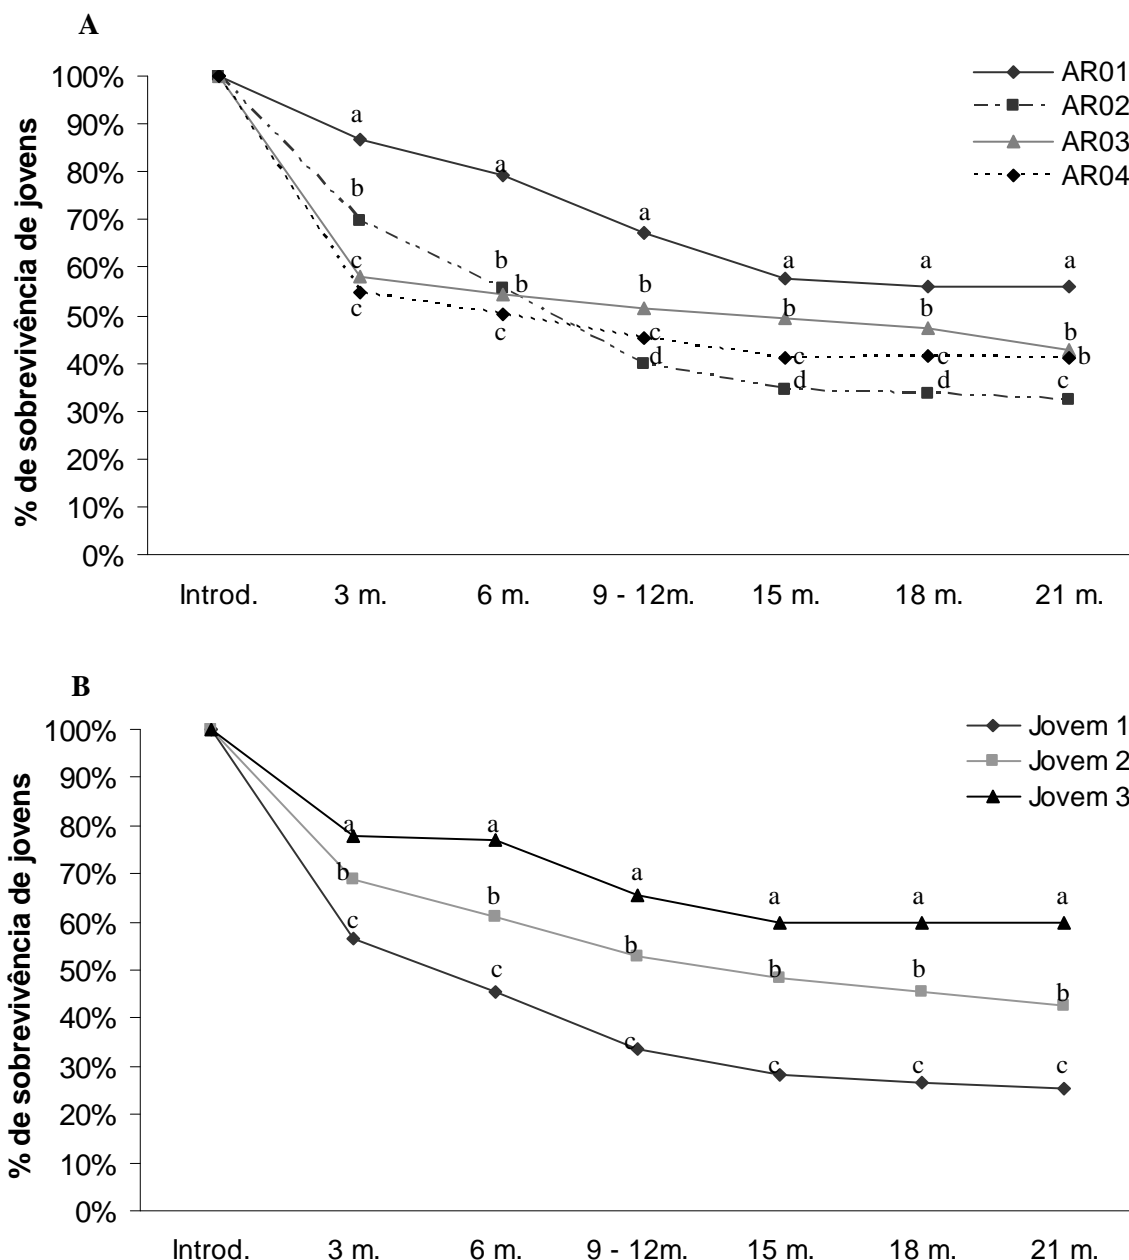 A
% de sobrevivência de jovens
100%
90%
80%
70%
60%
50%
40%
30%
20%
10%
0%
AR01
AR02
AR03
AR04
a
a
a
a
a
a
b
b
b
b
b
b
b
c
b
c
c
c
c
c
b
d
d
d
c
Introd.
3 m.
6 m.
9 - 12m.
15 m.
18 m.
21 m.
B
% de sobrevivência de jovens
100%
90%
80%
70%
60%
50%
40%
30%
20%
10%
0%
Jovem 1
Jovem 2
Jovem 3
a
a
a
a
a
a
b
b
b
b
b
b
c
c
c
c
c
c
Introd.
3 m.
6 m.
9 - 12m.
15 m.
18 m.
21 m.